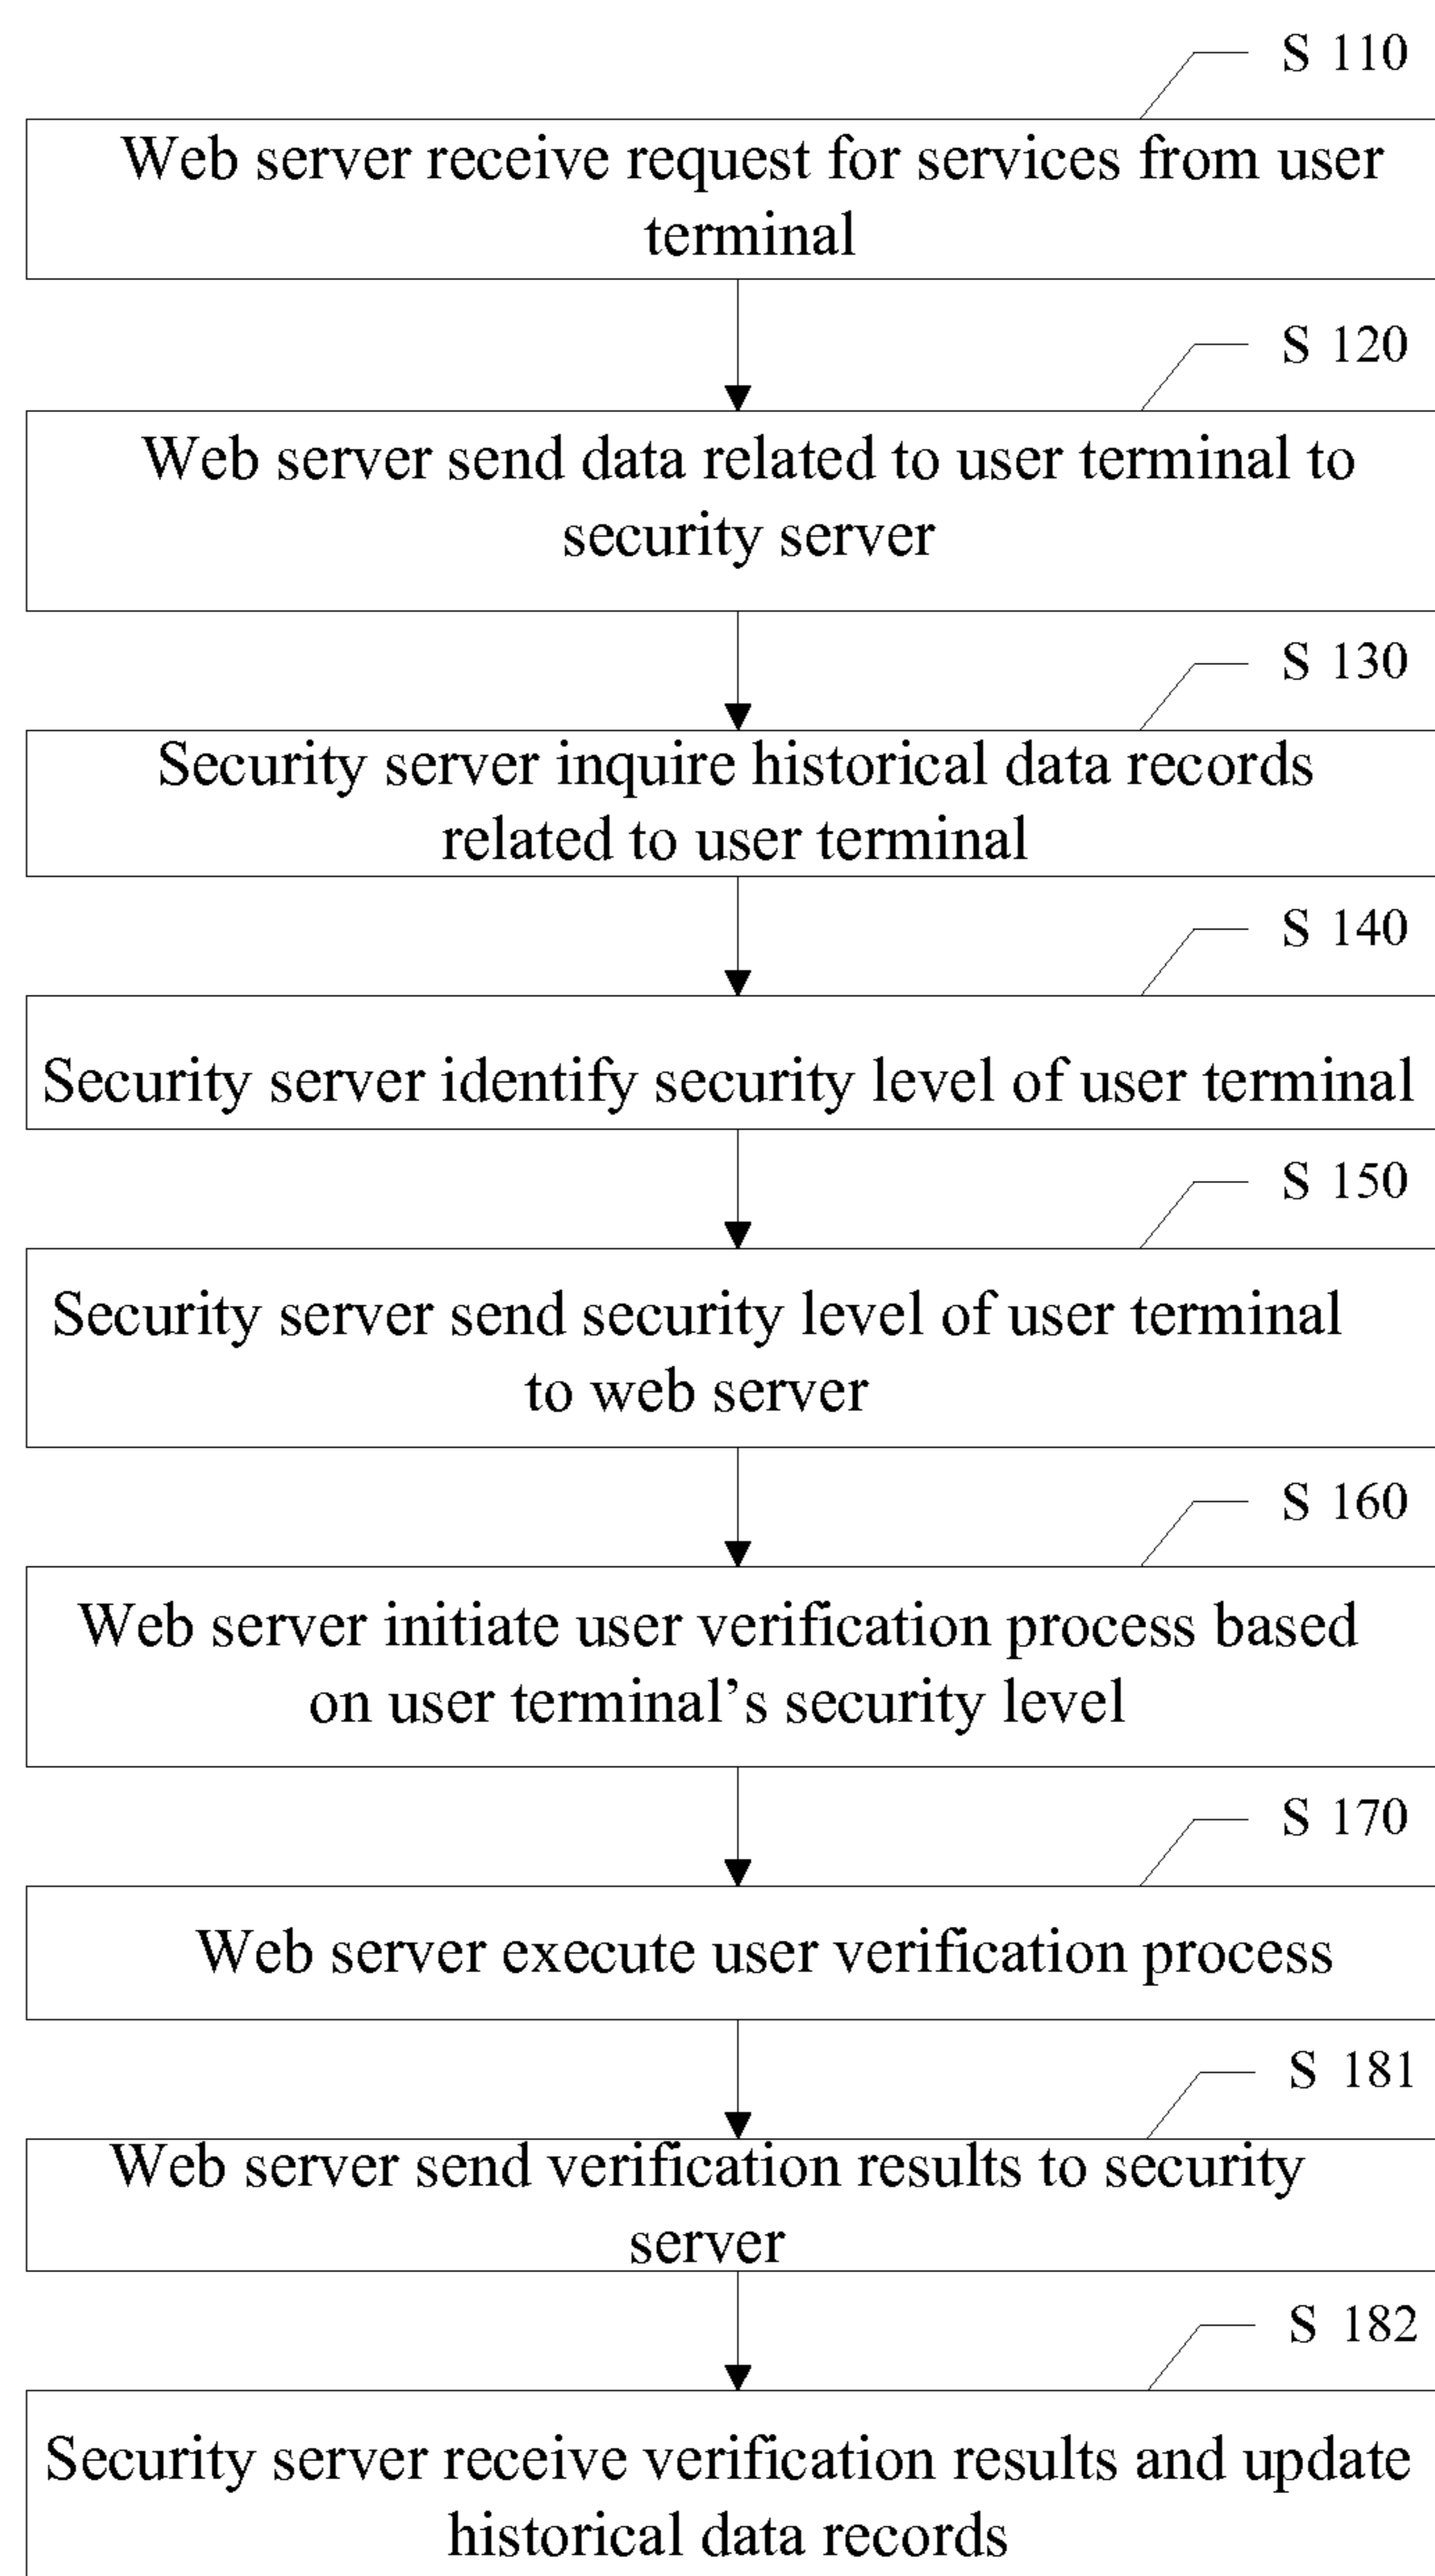 S 110
Web server receive request for services from user
terminal
S 120
Web server send data related to user terminal to
security server
S 130
Security server inquire historical data records
related to user terminal
S 140
Security server identify security level of user terminal
S 150
Security server send security level of user terminal
to web server
S 160
Web server initiate user verification process based
on user terminal’s security level
S 170
Web server execute user verification process
S 181
Web server send verification results to security
server
S 182
Security server receive verification results and update
historical data records